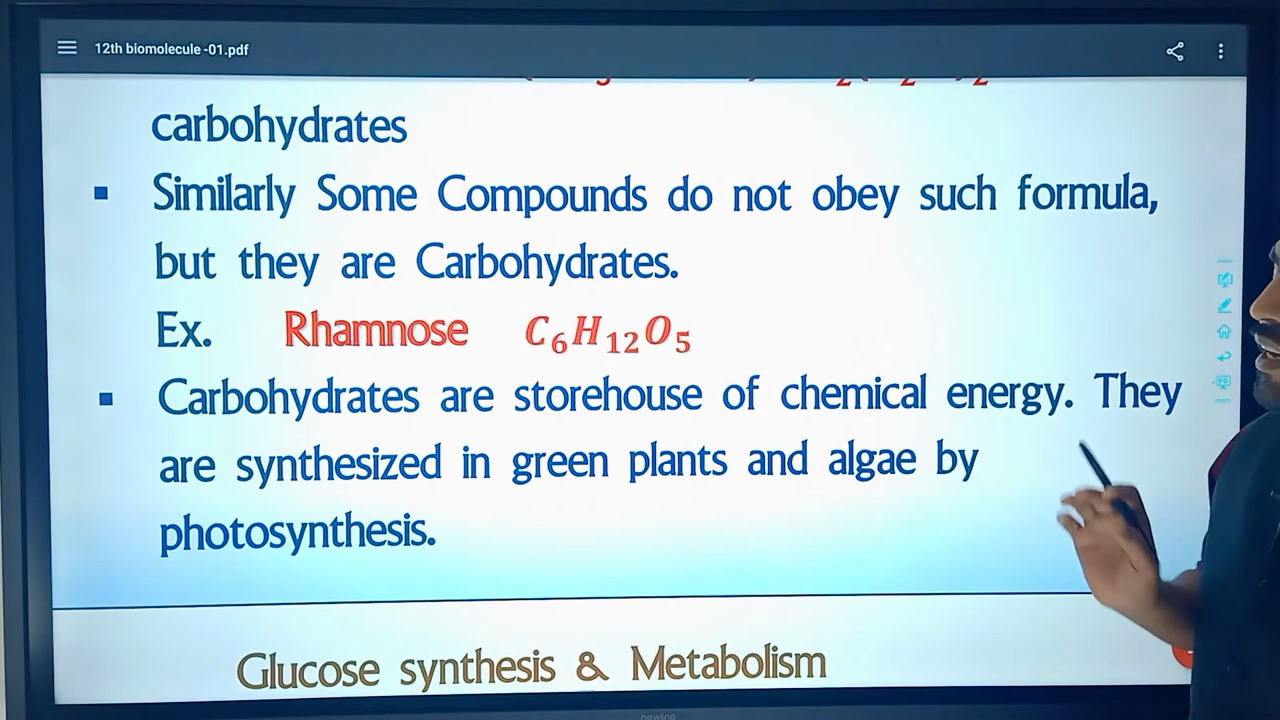 12th biomolecule -01.pdf
carbohydrates
▪ Similarly Some Compounds do not obey such formula,
but they are Carbohydrates.
Ex. Rhamnose C₆H₁₂O₅
▪ Carbohydrates are storehouse of chemical energy. They
are synthesized in green plants and algae by
photosynthesis.
Glucose synthesis & Metabolism
newline